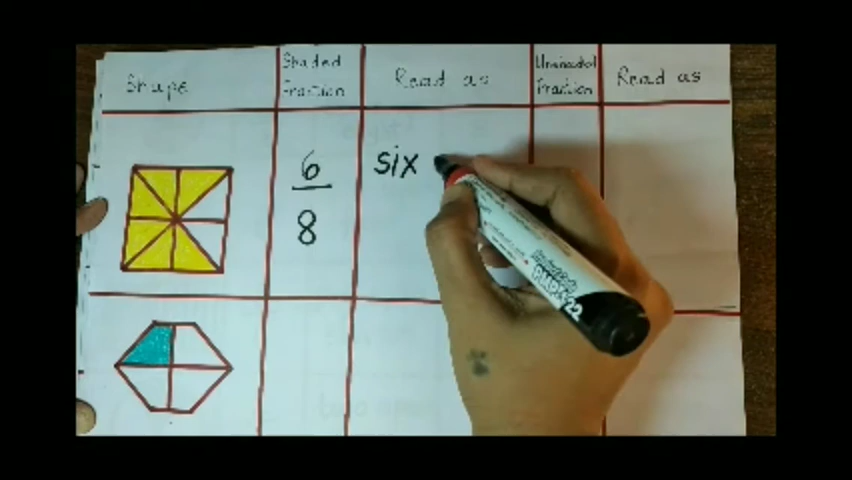 Shape
Shaded
Fraction
Read as
Unshaded
Fraction
Read as
6
8
six